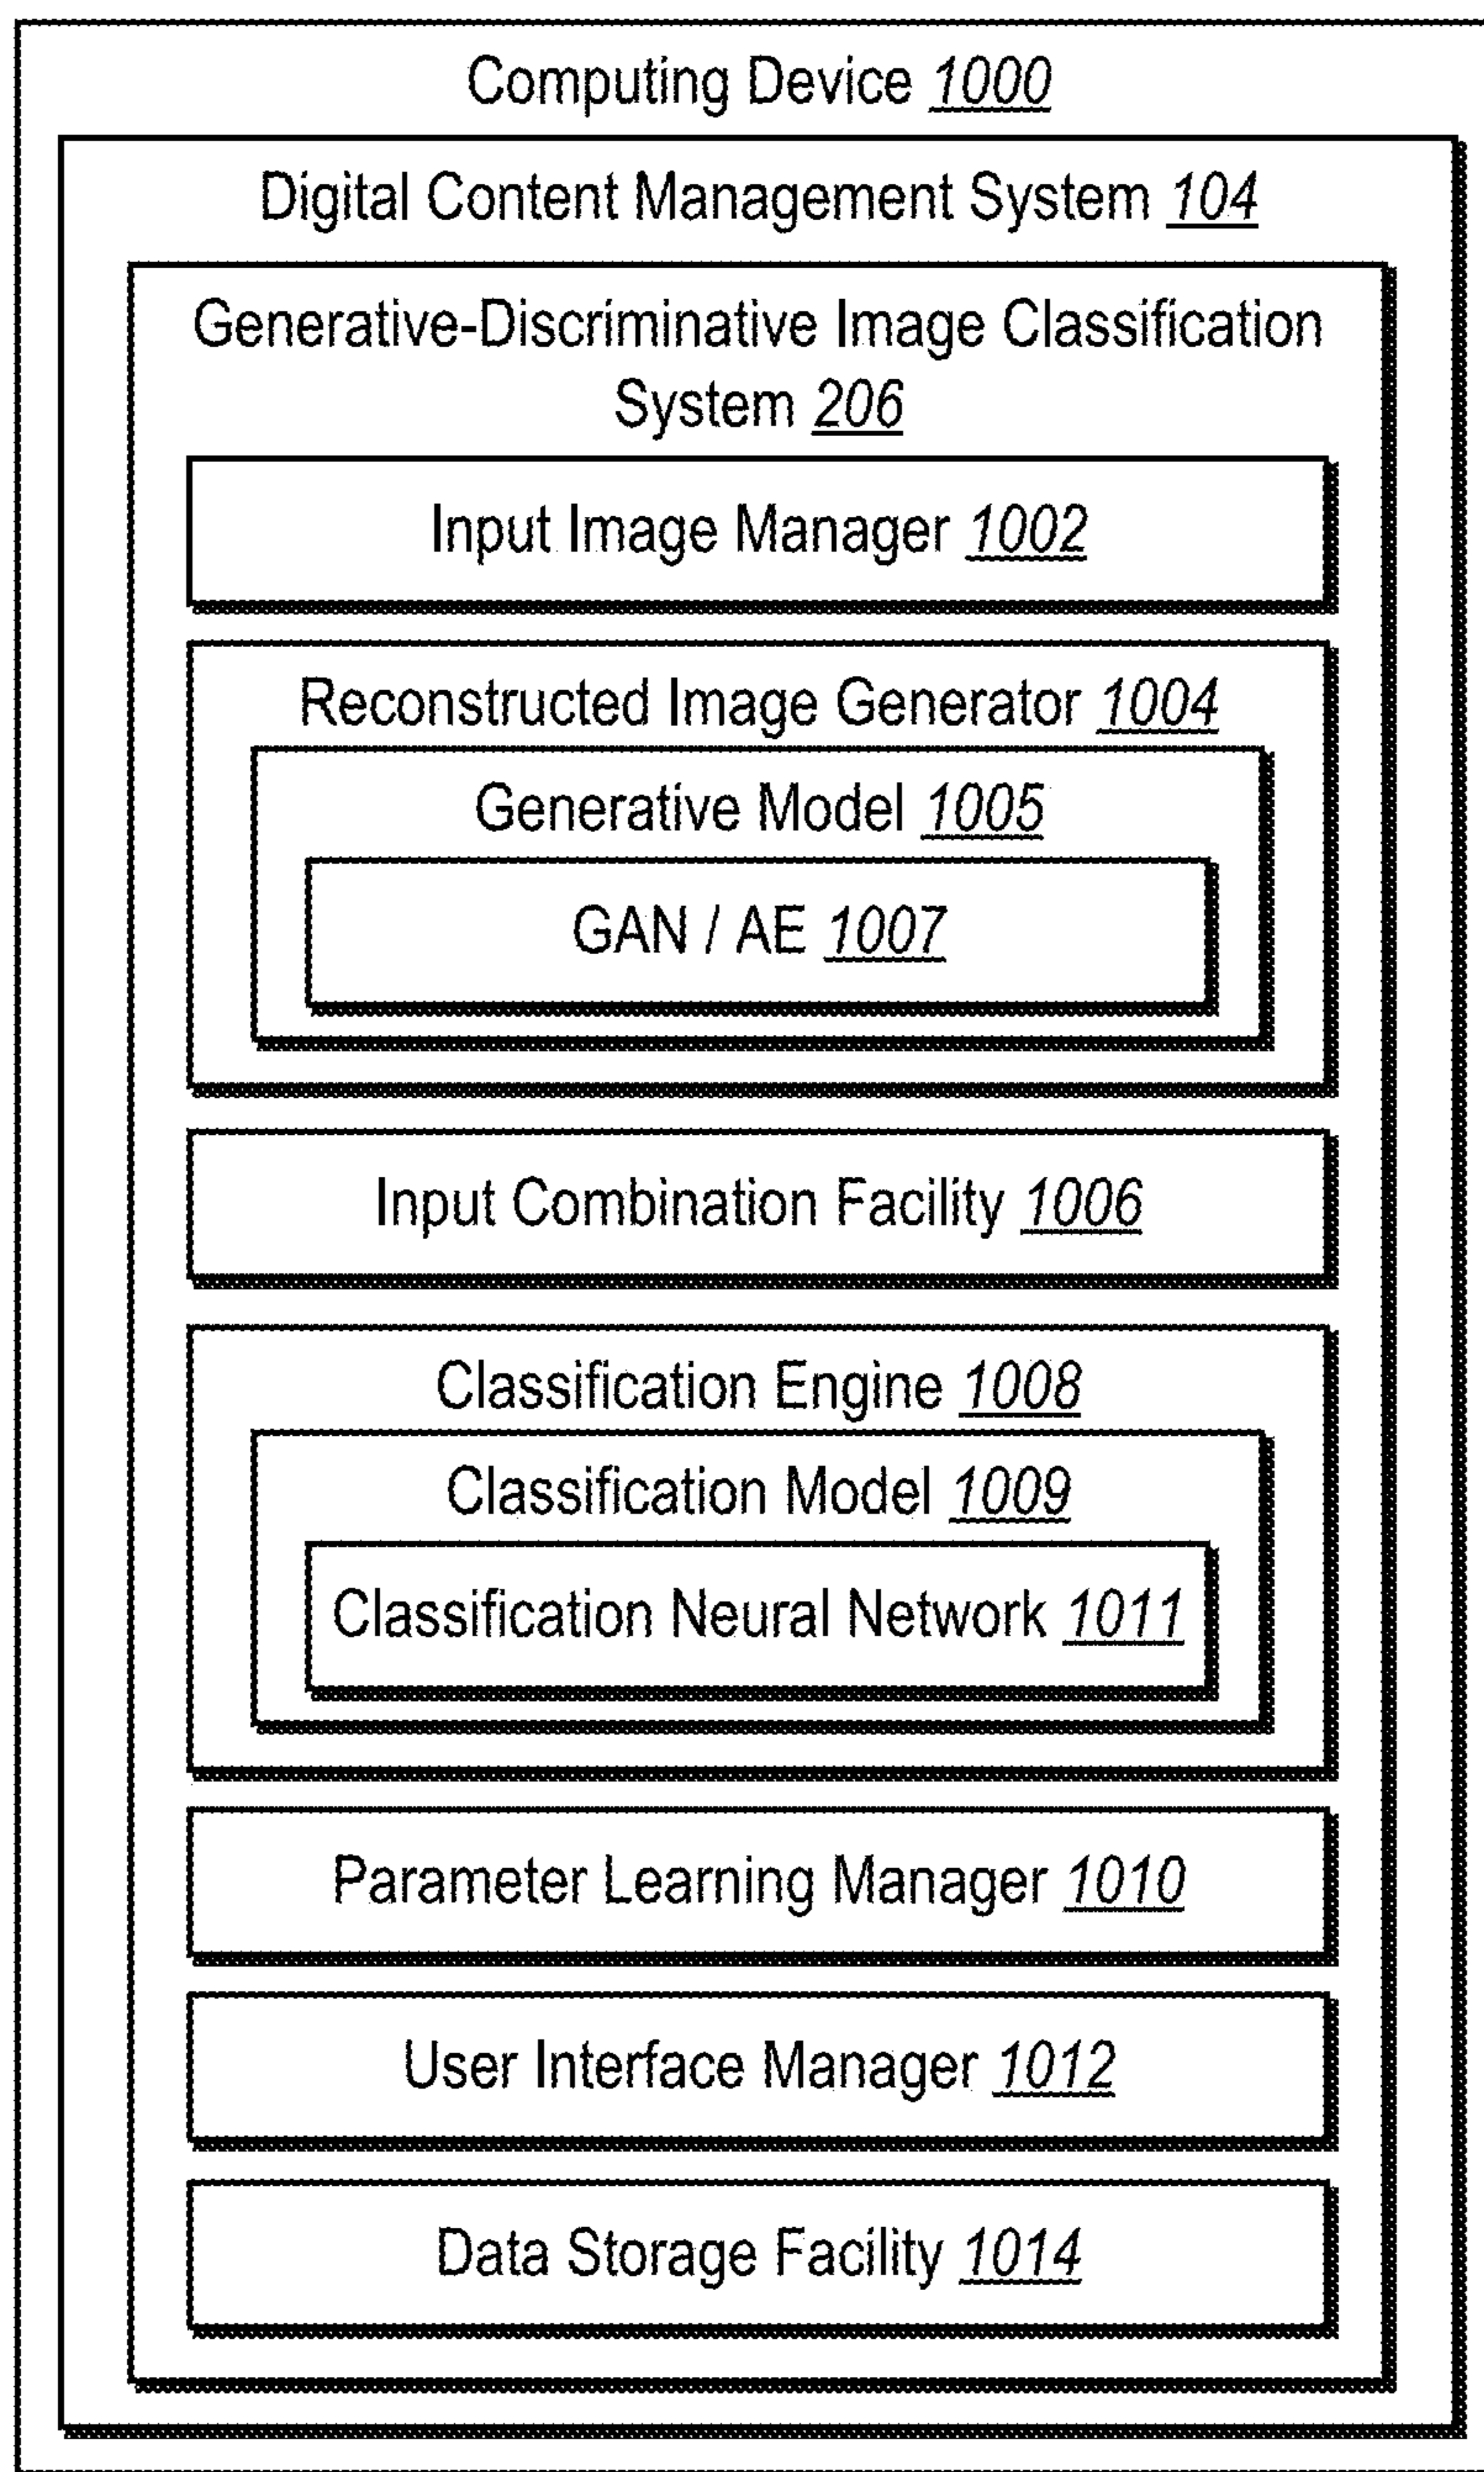 Computing Device 1000
Digital Content Management System 104
Generative-Discriminative Image Classification
System 206
Input Image Manager 1002
Reconstructed Image Generator 1004
Generative Model 1005
GAN / AE 1007
Input Combination Facility 1006
Classification Engine 1008
Classification Model 1009
Classification Neural Network 1011
Parameter Learning Manager 1010
User Interface Manager 1012
Data Storage Facility 1014